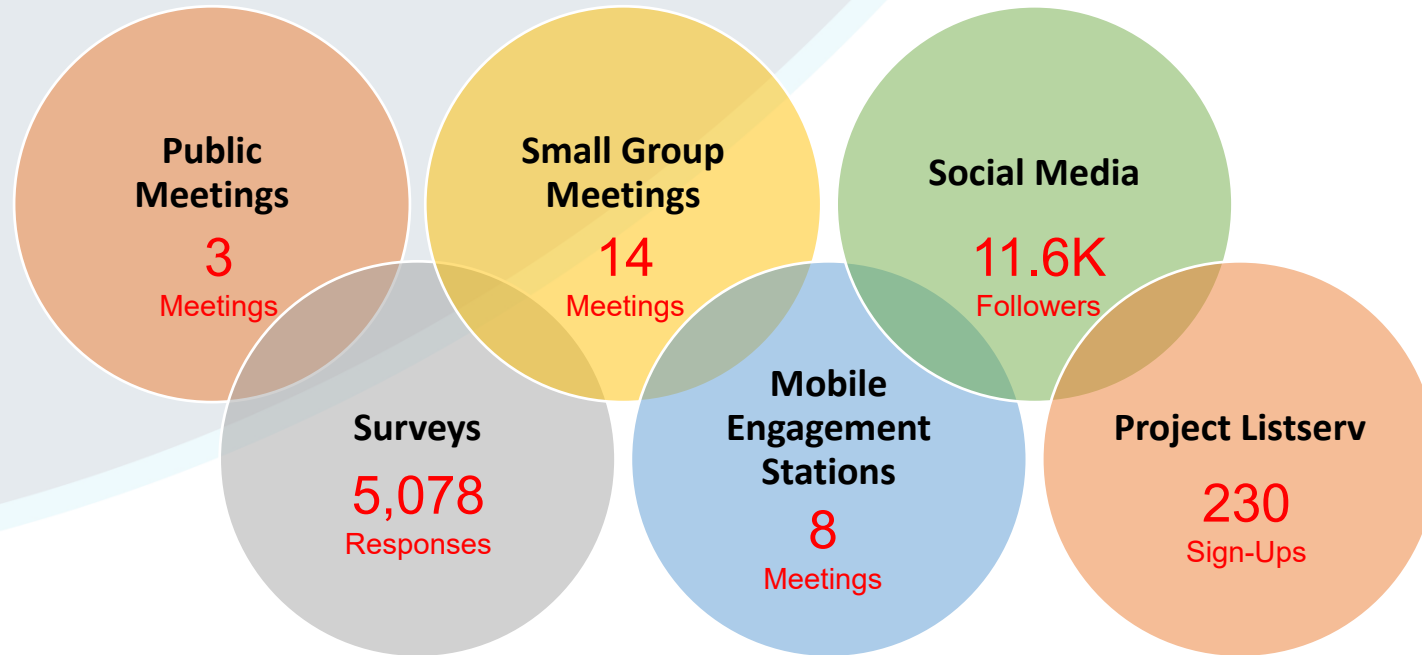 Public
Meetings
3
Meetings
Small Group
Meetings
14
Meetings
Social Media
11.6K
Followers
Surveys
5,078
Responses
Mobile
Engagement
Stations
8
Meetings
Project Listserv
230
Sign-Ups